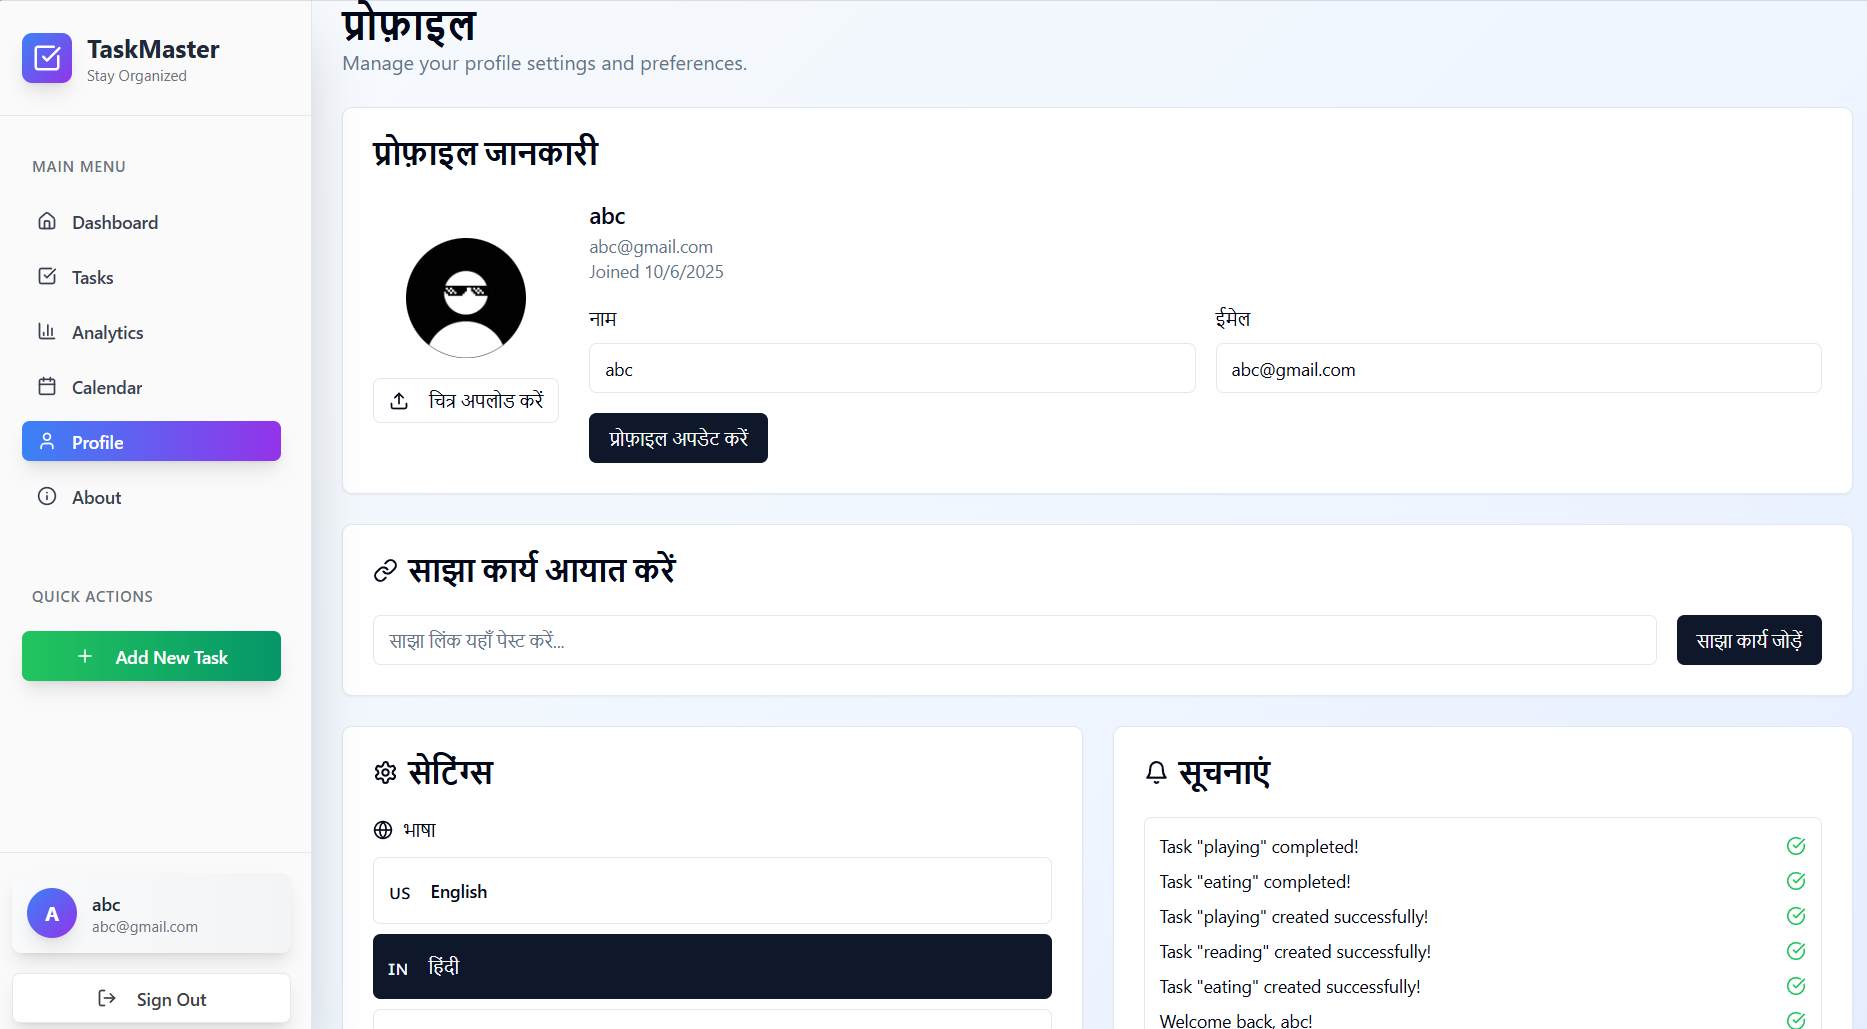 TaskMaster
Stay Organized
MAIN MENU
Dashboard
Tasks
Analytics
Calendar
Profile
About
QUICK ACTIONS
Add New Task
A
abc
abc@gmail.com
Sign Out
प्रोफ़ाइल
Manage your profile settings and preferences.
प्रोफ़ाइल जानकारी
चित्र अपलोड करें
abc
abc@gmail.com
Joined 10/6/2025
नाम
abc
ईमेल
abc@gmail.com
प्रोफ़ाइल अपडेट करें
साझा कार्य आयात करें
साझा लिंक यहाँ पेस्ट करें...
साझा कार्य जोड़ें
सेटिंग्स
भाषा
US English
IN हिंदी
सूचनाएं
Task "playing" completed!
Task "eating" completed!
Task "playing" created successfully!
Task "reading" created successfully!
Task "eating" created successfully!
Welcome back, abc!